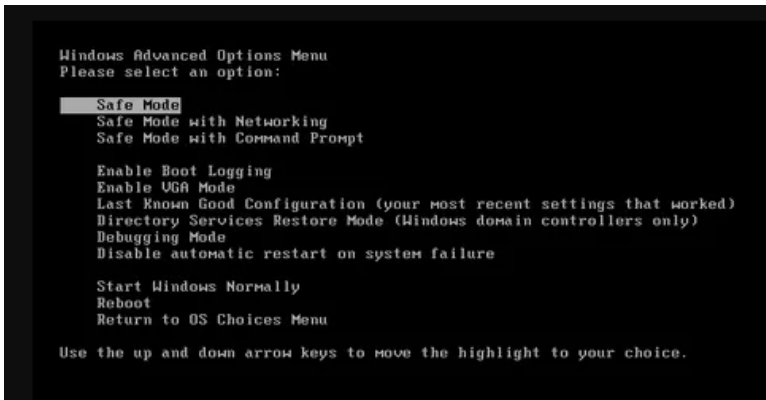 Windows Advanced Options Menu
Please select an option:
Safe Mode
Safe Mode with Networking
Safe Mode with Command Prompt
Enable Boot Logging
Enable VGA Mode
Last Known Good Configuration (your most recent settings that worked)
Directory Services Restore Mode (Windows domain controllers only)
Debugging Mode
Disable automatic restart on system failure
Start Windows Normally
Reboot
Return to OS Choices Menu
Use the up and down arrow keys to move the highlight to your choice.